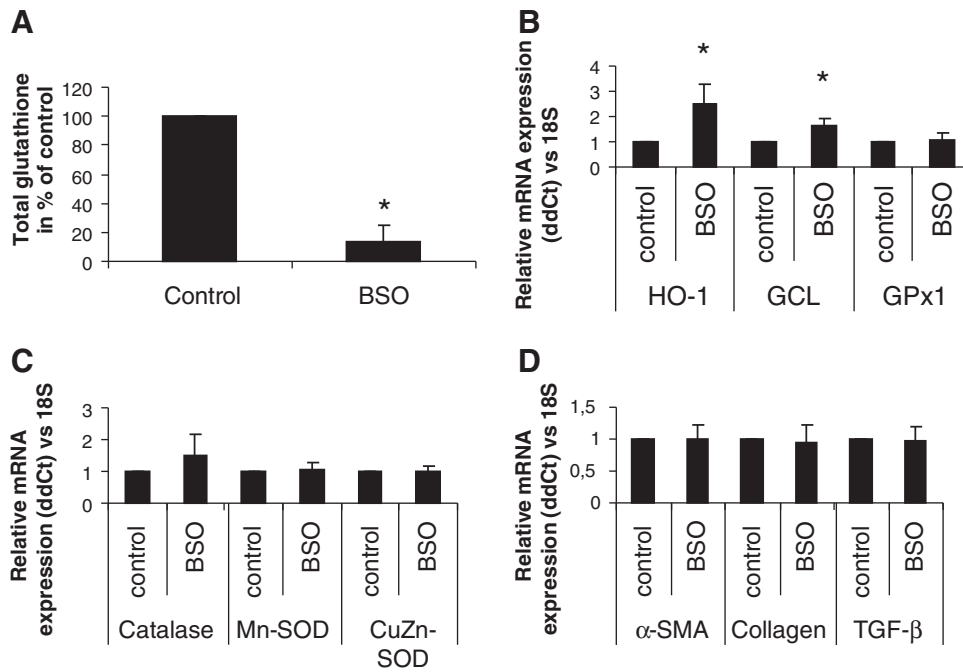 A
Total glutathione
in % of control
120
100
80
60
40
20
0
*
Control
BSO
B
Relative mRNA expression
(ddCt) vs 18S
4
3
2
1
0
*
*
control
BSO
control
BSO
control
BSO
HO-1
GCL
GPx1
C
Relative mRNA
expression (ddCt) vs 18S
3
2
1
0
control
BSO
control
BSO
control
BSO
Catalase
Mn-SOD
CuZn-
SOD
D
Relative mRNA
expression (ddCt) vs 18S
1,5
1
0,5
0
control
BSO
control
BSO
control
BSO
α-SMA
Collagen
TGF-β